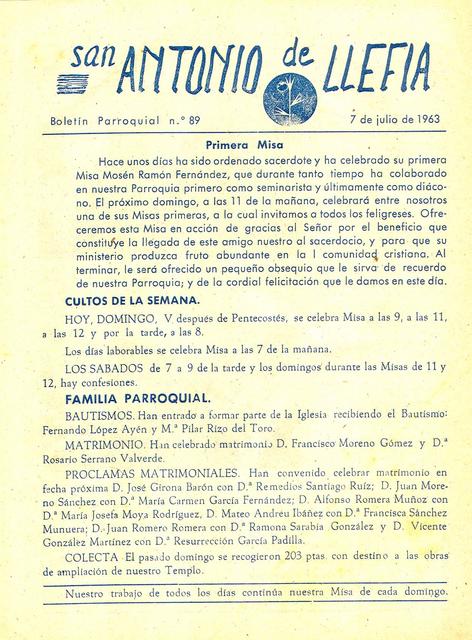 san ANTONIO de LLEFIA
Boletín Parroquial n.º 89 7 de julio de 1963
Primera Misa
Hace unos días ha sido ordenado sacerdote y ha celebrado su primera
Misa Mosén Ramón Fernández, que durante tanto tiempo ha colaborado
en nuestra Parroquia primero como seminarista y últimamente como diáco-
no. El próximo domingo, a las 11 de la mañana, celebrará entre nosotros
una de sus Misas primeras, a la cual invitamos a todos los feligreses. Ofre-
ceremos esta Misa en acción de gracias al Señor por el beneficio que
constituye la llegada de este amigo nuestro al sacerdocio, y para que su
ministerio produzca fruto abundante en la I comunidad cristiana. Al
terminar, le será ofrecido un pequeño obsequio que le sirva de recuerdo
de nuestra Parroquia; y de la cordial felicitación que le damos en este día.
CULTOS DE LA SEMANA.
HOY, DOMINGO, V después de Pentecostés, se celebra Misa a las 9, a las 11,
a las 12 y por la tarde, a las 8.
Los días laborables se celebra Misa a las 7 de la mañana.
LOS SABADOS de 7 a 9 de la tarde y los domingos durante las Misas de 11 y
12, hay confesiones.
FAMILIA PARROQUIAL.
BAUTISMOS. Han entrado a formar parte de la Iglesia recibiendo el Bautismo:
Fernando López Ayén y M.ª Pilar Rizo del Toro.
MATRIMONIO. Han celebrado matrimonio D. Francisco Moreno Gómez y D.ª
Rosario Serrano Valverde.
PROCLAMAS MATRIMONIALES. Han convenido celebrar matrimonio en
fecha próxima D. José Girona Barón con D.ª Remedios Santiago Ruíz; D. Juan More-
no Sánchez con D.ª María Carmen García Fernández; D. Alfonso Romera Muñoz con
D.ª María Josefa Moya Rodríguez, D. Mateo Andréu Ibáñez con D.ª Francisca Sánchez
Munuera; D. Juan Romero Romera con D.ª Ramona Sarabia González y D. Vicente
González Martínez con D.ª Resurrección García Padilla.
COLECTA El pasado domingo se recogieron 203 ptas. con destino a las obras
de ampliación de nuestro Templo.
Nuestro trabajo de todos los días continúa nuestra Misa de cada domingo.